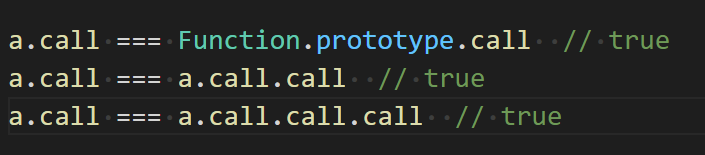 a.call === Function.prototype.call  // true
a.call === a.call.call  // true
a.call === a.call.call.call  // true